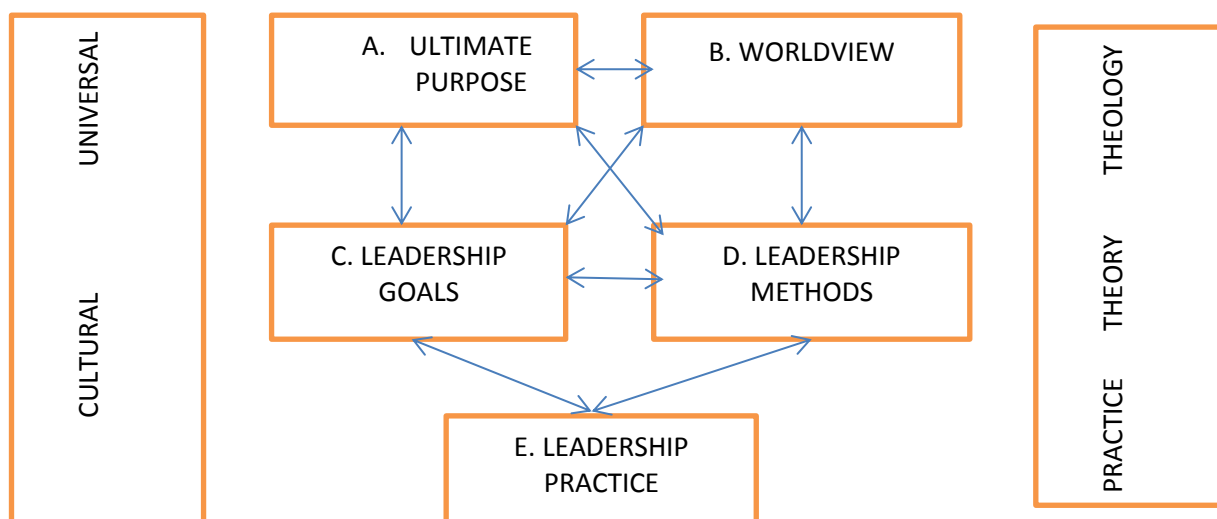 UNIVERSAL
CULTURAL
A. ULTIMATE
PURPOSE
B. WORLDVIEW
C. LEADERSHIP
GOALS
D. LEADERSHIP
METHODS
E. LEADERSHIP
PRACTICE
THEOLOGY
THEORY
PRACTICE